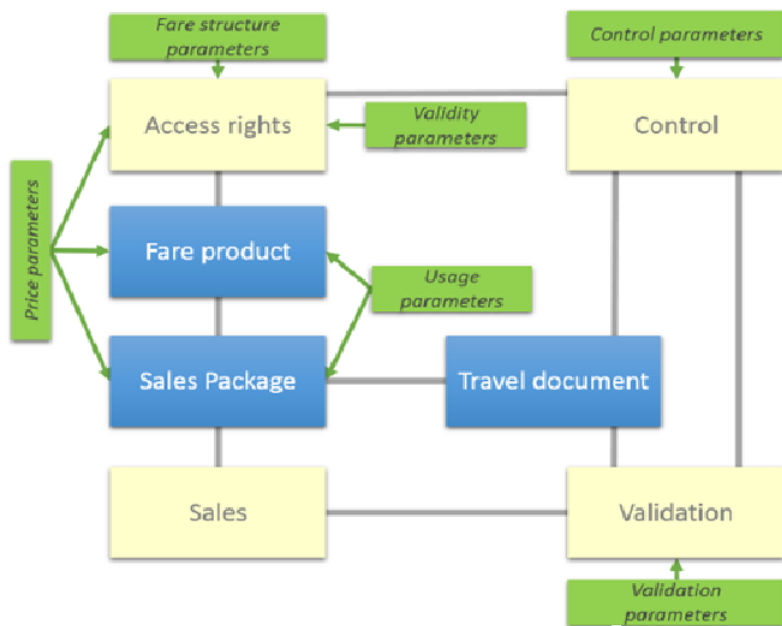 Fare structure
parameters
Control parameters
Access rights
Validity
parameters
Control
Price parameters
Fare product
Usage
parameters
Sales Package
Travel document
Sales
Validation
Validation
parameters